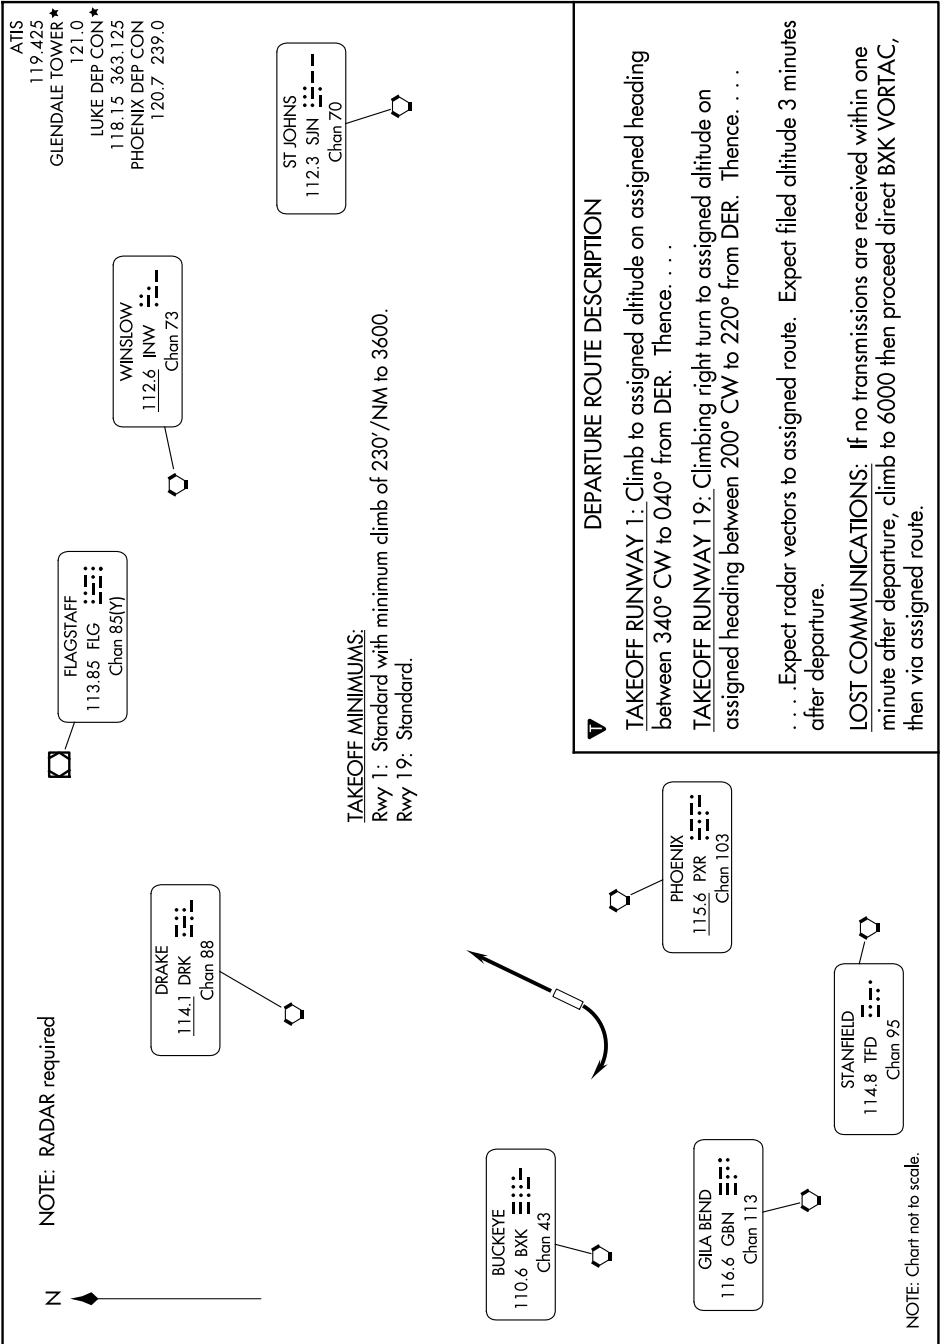 ATIS
119.425
GLENDALE TOWER★
121.0
LUKE DEP CON★
118.15 363.125
PHOENIX DEP CON
120.7 239.0
NOTE: RADAR required
N
FLAGSTAFF
113.85 FLG
Chan 85(Y)
WINSLOW
112.6 INW
Chan 73
ST JOHNS
112.3 SJN
Chan 70
DRAKE
114.1 DRK
Chan 88
TAKEOFF MINIMUMS:
Rwy 1: Standard with minimum climb of 230'/NM to 3600.
Rwy 19: Standard.
BUCKEYE
110.6 BXK
Chan 43
PHOENIX
115.6 PXR
Chan 103
GILA BEND
116.6 GBN
Chan 113
STANFIELD
114.8 TFD
Chan 95
NOTE: Chart not to scale.
T
DEPARTURE ROUTE DESCRIPTION
TAKEOFF RUNWAY 1: Climb to assigned altitude on assigned heading
between 340° CW to 040° from DER. Thence. . . .
TAKEOFF RUNWAY 19: Climbing right turn to assigned altitude on
assigned heading between 200° CW to 220° from DER. Thence. . . .
. . . .Expect radar vectors to assigned route. Expect filed altitude 3 minutes
after departure.
LOST COMMUNICATIONS: If no transmissions are received within one
minute after departure, climb to 6000 then proceed direct BXK VORTAC,
then via assigned route.